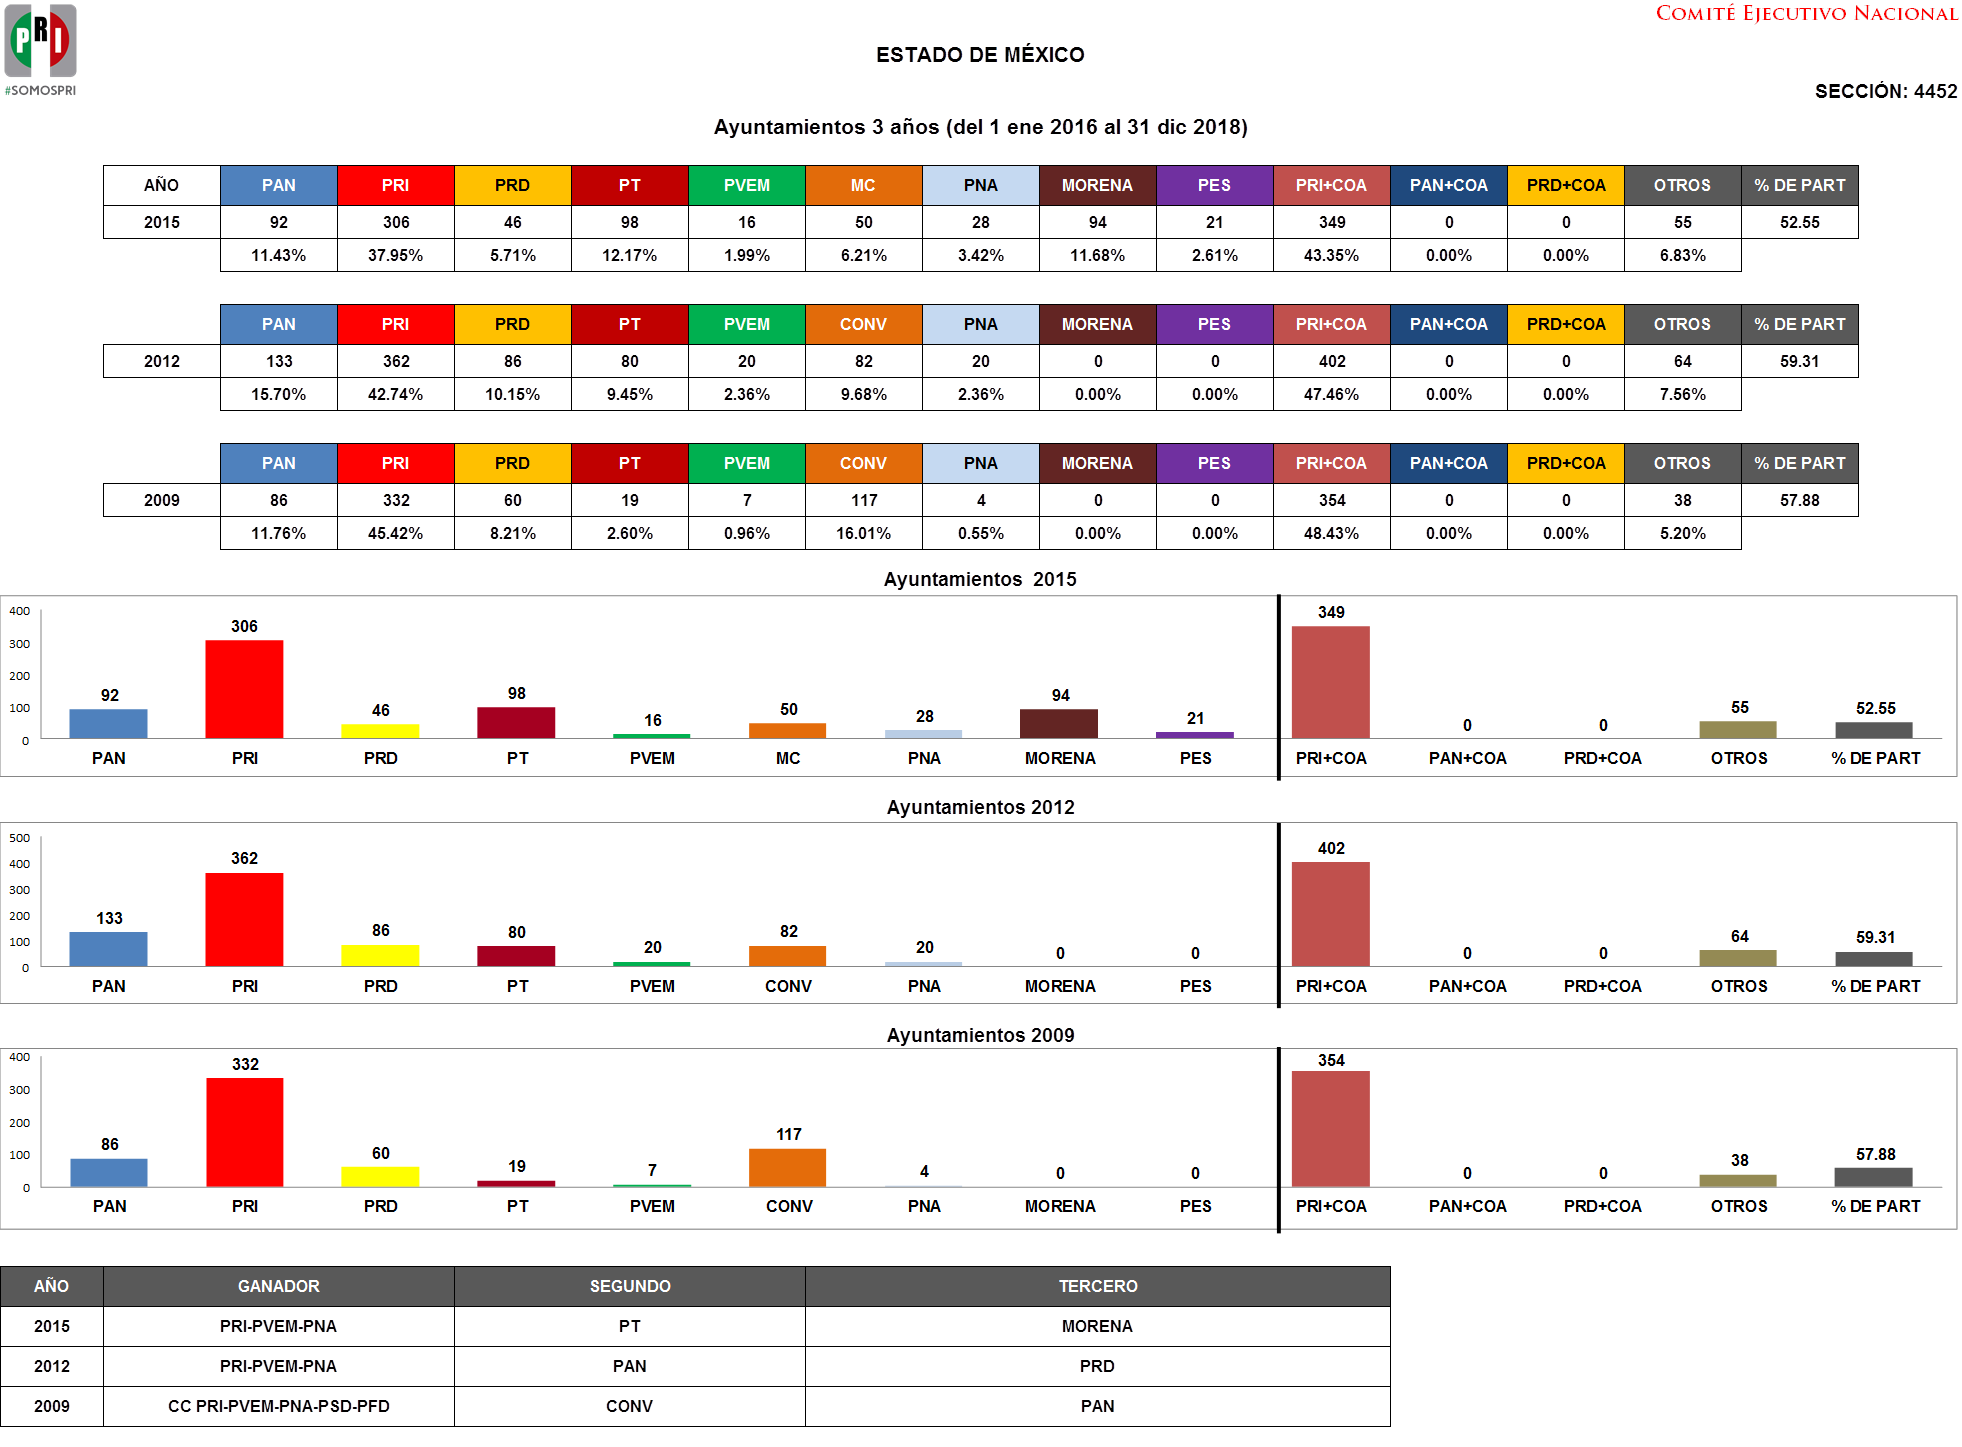 PRI
#SOMOSPRI
COMITÉ EJECUTIVO NACIONAL
ESTADO DE MÉXICO
SECCIÓN: 4452
Ayuntamientos 3 años (del 1 ene 2016 al 31 dic 2018)
AÑO PAN PRI PRD PT PVEM MC PNA MORENA PES PRI+COA PAN+COA PRD+COA OTROS % DE PART
2015 92 306 46 98 16 50 28 94 21 349 0 0 55 52.55
11.43% 37.95% 5.71% 12.17% 1.99% 6.21% 3.42% 11.68% 2.61% 43.35% 0.00% 0.00% 6.83%
PAN PRI PRD PT PVEM CONV PNA MORENA PES PRI+COA PAN+COA PRD+COA OTROS % DE PART
2012 133 362 86 80 20 82 20 0 0 402 0 0 64 59.31
15.70% 42.74% 10.15% 9.45% 2.36% 9.68% 2.36% 0.00% 0.00% 47.46% 0.00% 0.00% 7.56%
PAN PRI PRD PT PVEM CONV PNA MORENA PES PRI+COA PAN+COA PRD+COA OTROS % DE PART
2009 86 332 60 19 7 117 4 0 0 354 0 0 38 57.88
11.76% 45.42% 8.21% 2.60% 0.96% 16.01% 0.55% 0.00% 0.00% 48.43% 0.00% 0.00% 5.20%
Ayuntamientos 2015
400
300
200
100
0
92 306 46 98 16 50 28 94 21 349 0 0 55 52.55
PAN PRI PRD PT PVEM MC PNA MORENA PES PRI+COA PAN+COA PRD+COA OTROS % DE PART
Ayuntamientos 2012
500
400
300
200
100
0
133 362 86 80 20 82 20 0 0 402 0 0 64 59.31
PAN PRI PRD PT PVEM CONV PNA MORENA PES PRI+COA PAN+COA PRD+COA OTROS % DE PART
Ayuntamientos 2009
400
300
200
100
0
86 332 60 19 7 117 4 0 0 354 0 0 38 57.88
PAN PRI PRD PT PVEM CONV PNA MORENA PES PRI+COA PAN+COA PRD+COA OTROS % DE PART
AÑO GANADOR SEGUNDO TERCERO
2015 PRI-PVEM-PNA PT MORENA
2012 PRI-PVEM-PNA PAN PRD
2009 CC PRI-PVEM-PNA-PSD-PFD CONV PAN